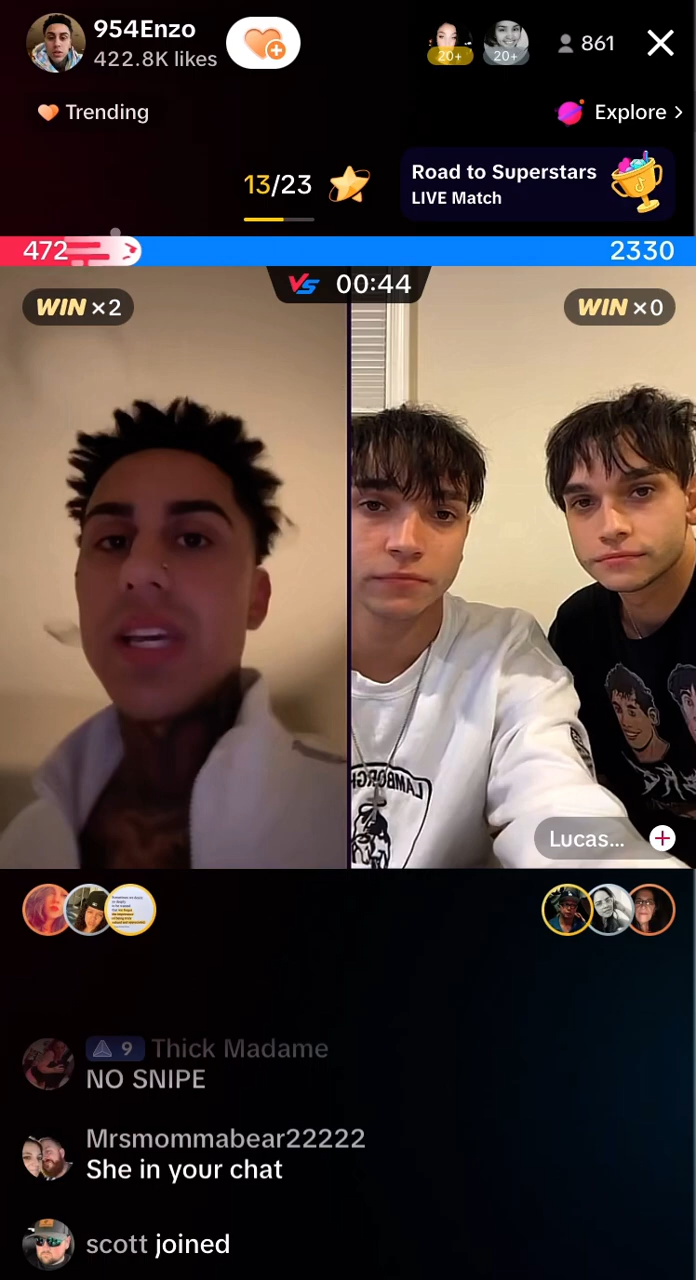 954Enzo
422.8K likes
20+
20+
861
Trending
Explore
13/23
Road to Superstars
LIVE Match
472
2330
VS 00:44
WIN ×2
WIN ×0
LAMBORGH
Lucas...
9 Thick Madame
NO SNIPE
Mrsmommabear22222
She in your chat
scott joined